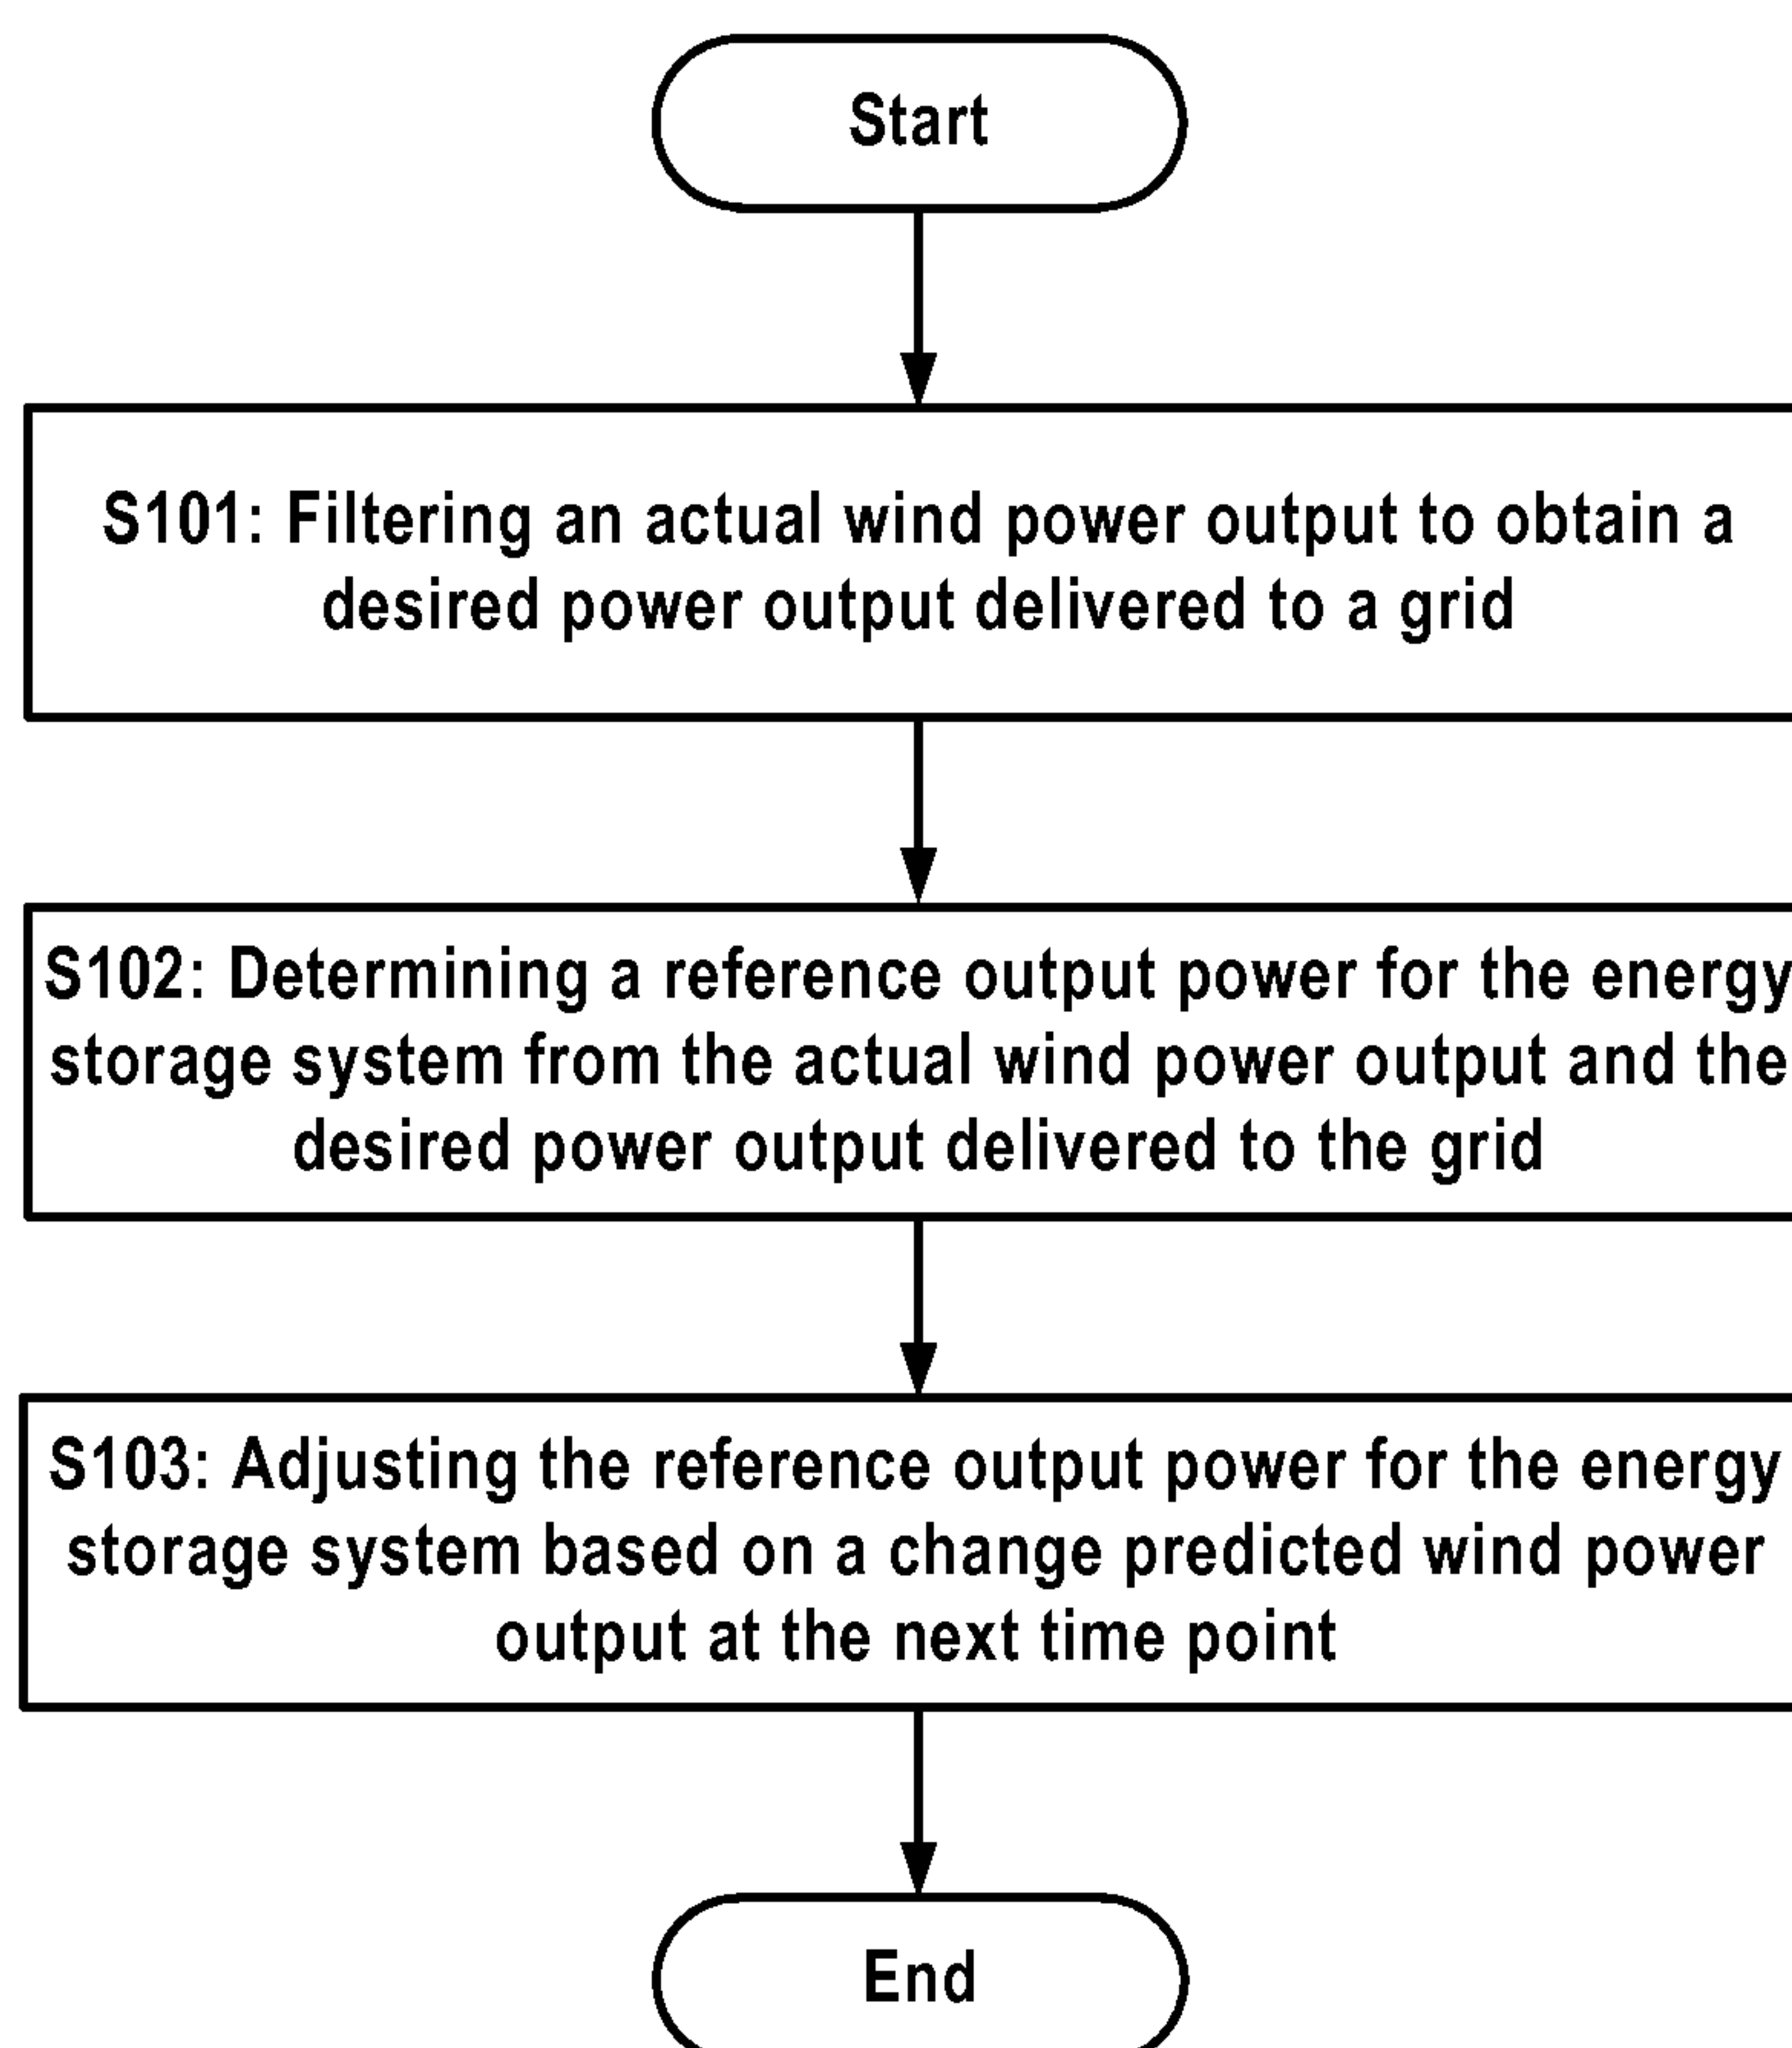 Start
S101: Filtering an actual wind power output to obtain a
desired power output delivered to a grid
S102: Determining a reference output power for the energy
storage system from the actual wind power output and the
desired power output delivered to the grid
S103: Adjusting the reference output power for the energy
storage system based on a change predicted wind power
output at the next time point
End